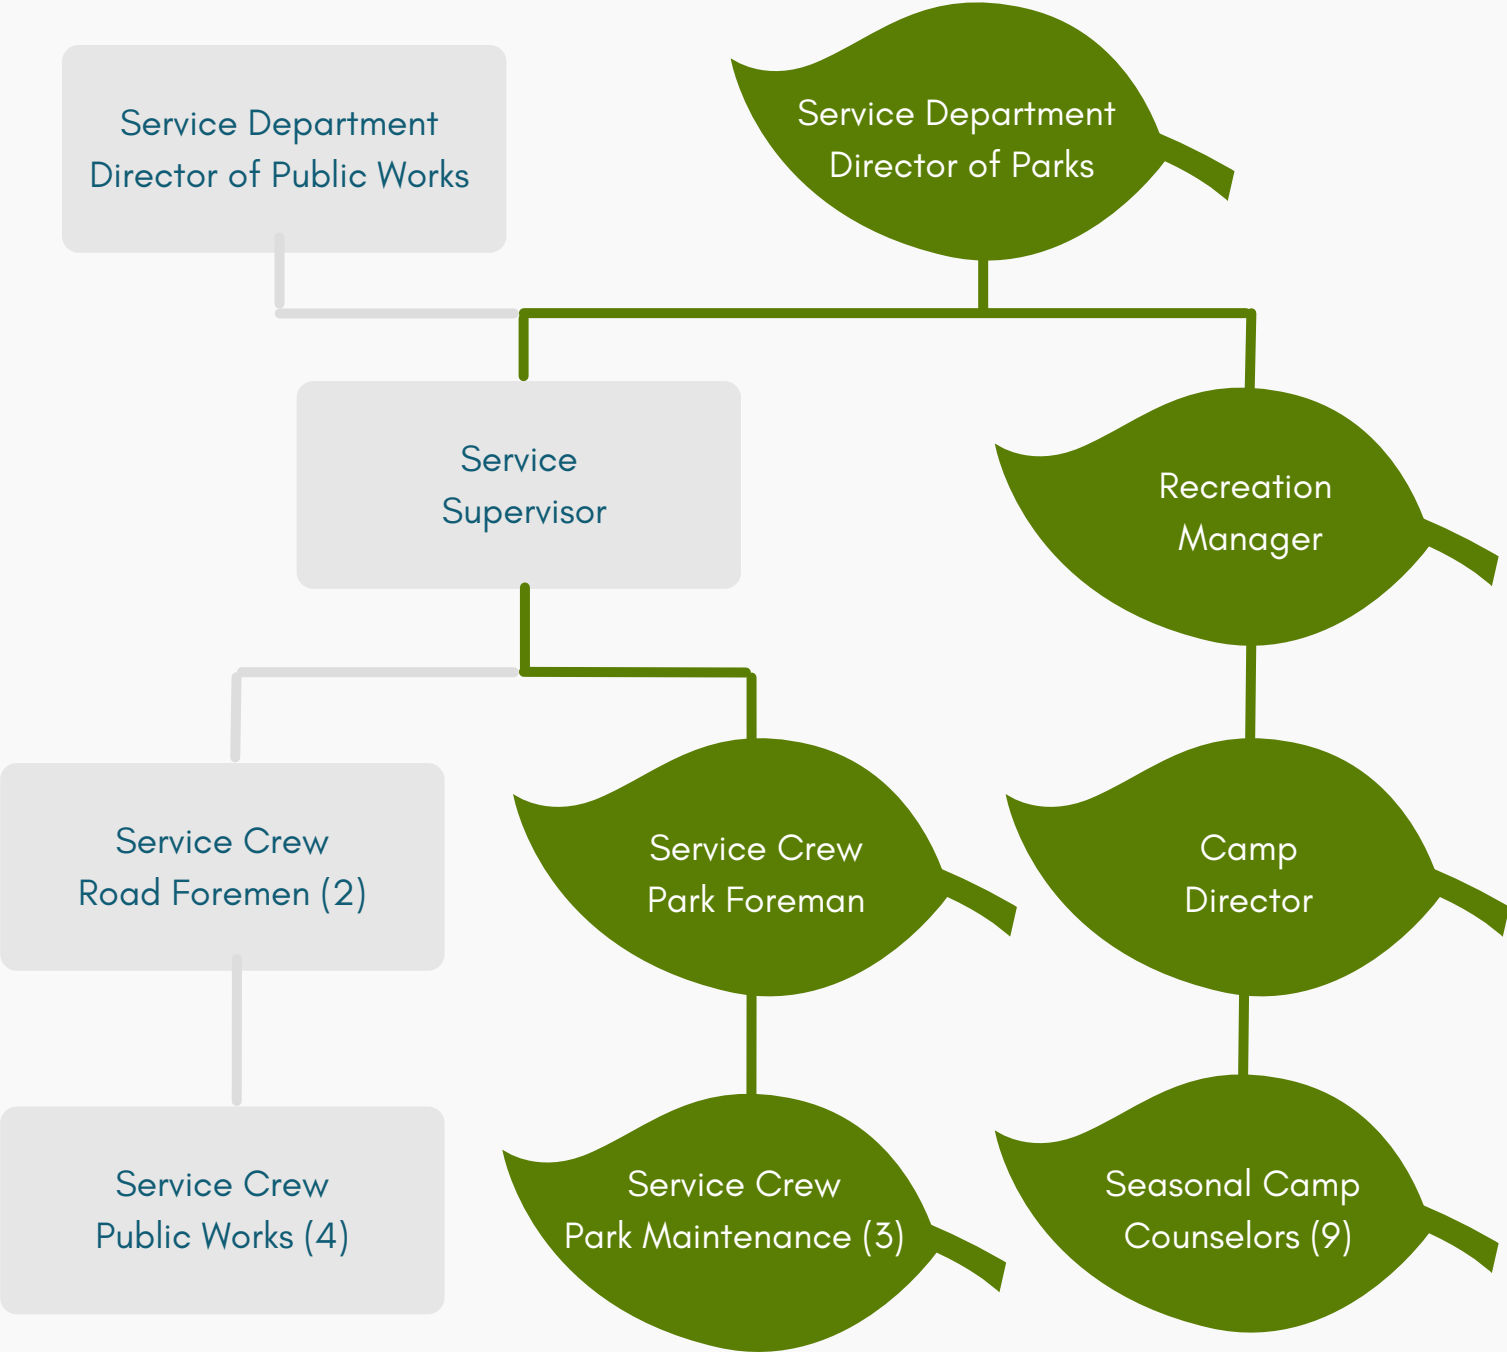 Service Department
Director of Public Works
Service Department
Director of Parks
Service
Supervisor
Recreation
Manager
Service Crew
Road Foremen (2)
Service Crew
Park Foreman
Camp
Director
Service Crew
Public Works (4)
Service Crew
Park Maintenance (3)
Seasonal Camp
Counselors (9)